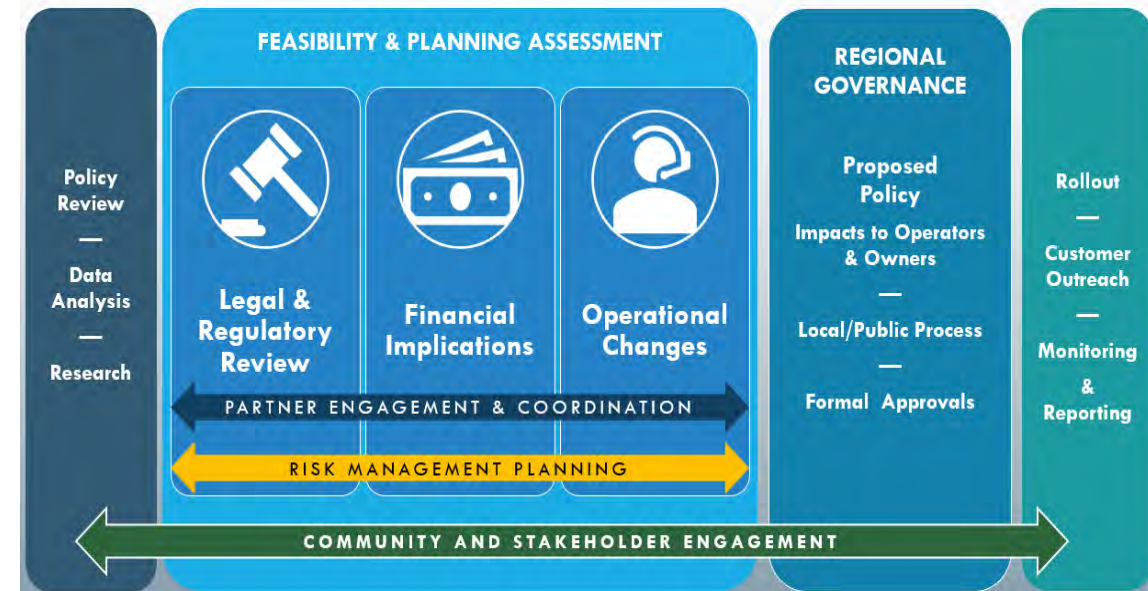 Policy
Review
—
Data
Analysis
—
Research
FEASIBILITY & PLANNING ASSESSMENT
Legal &
Regulatory
Review
Financial
Implications
Operational
Changes
PARTNER ENGAGEMENT & COORDINATION
RISK MANAGEMENT PLANNING
REGIONAL
GOVERNANCE
Proposed
Policy
Impacts to Operators
& Owners
—
Local/Public Process
—
Formal Approvals
Rollout
—
Customer
Outreach
—
Monitoring
&
Reporting
COMMUNITY AND STAKEHOLDER ENGAGEMENT